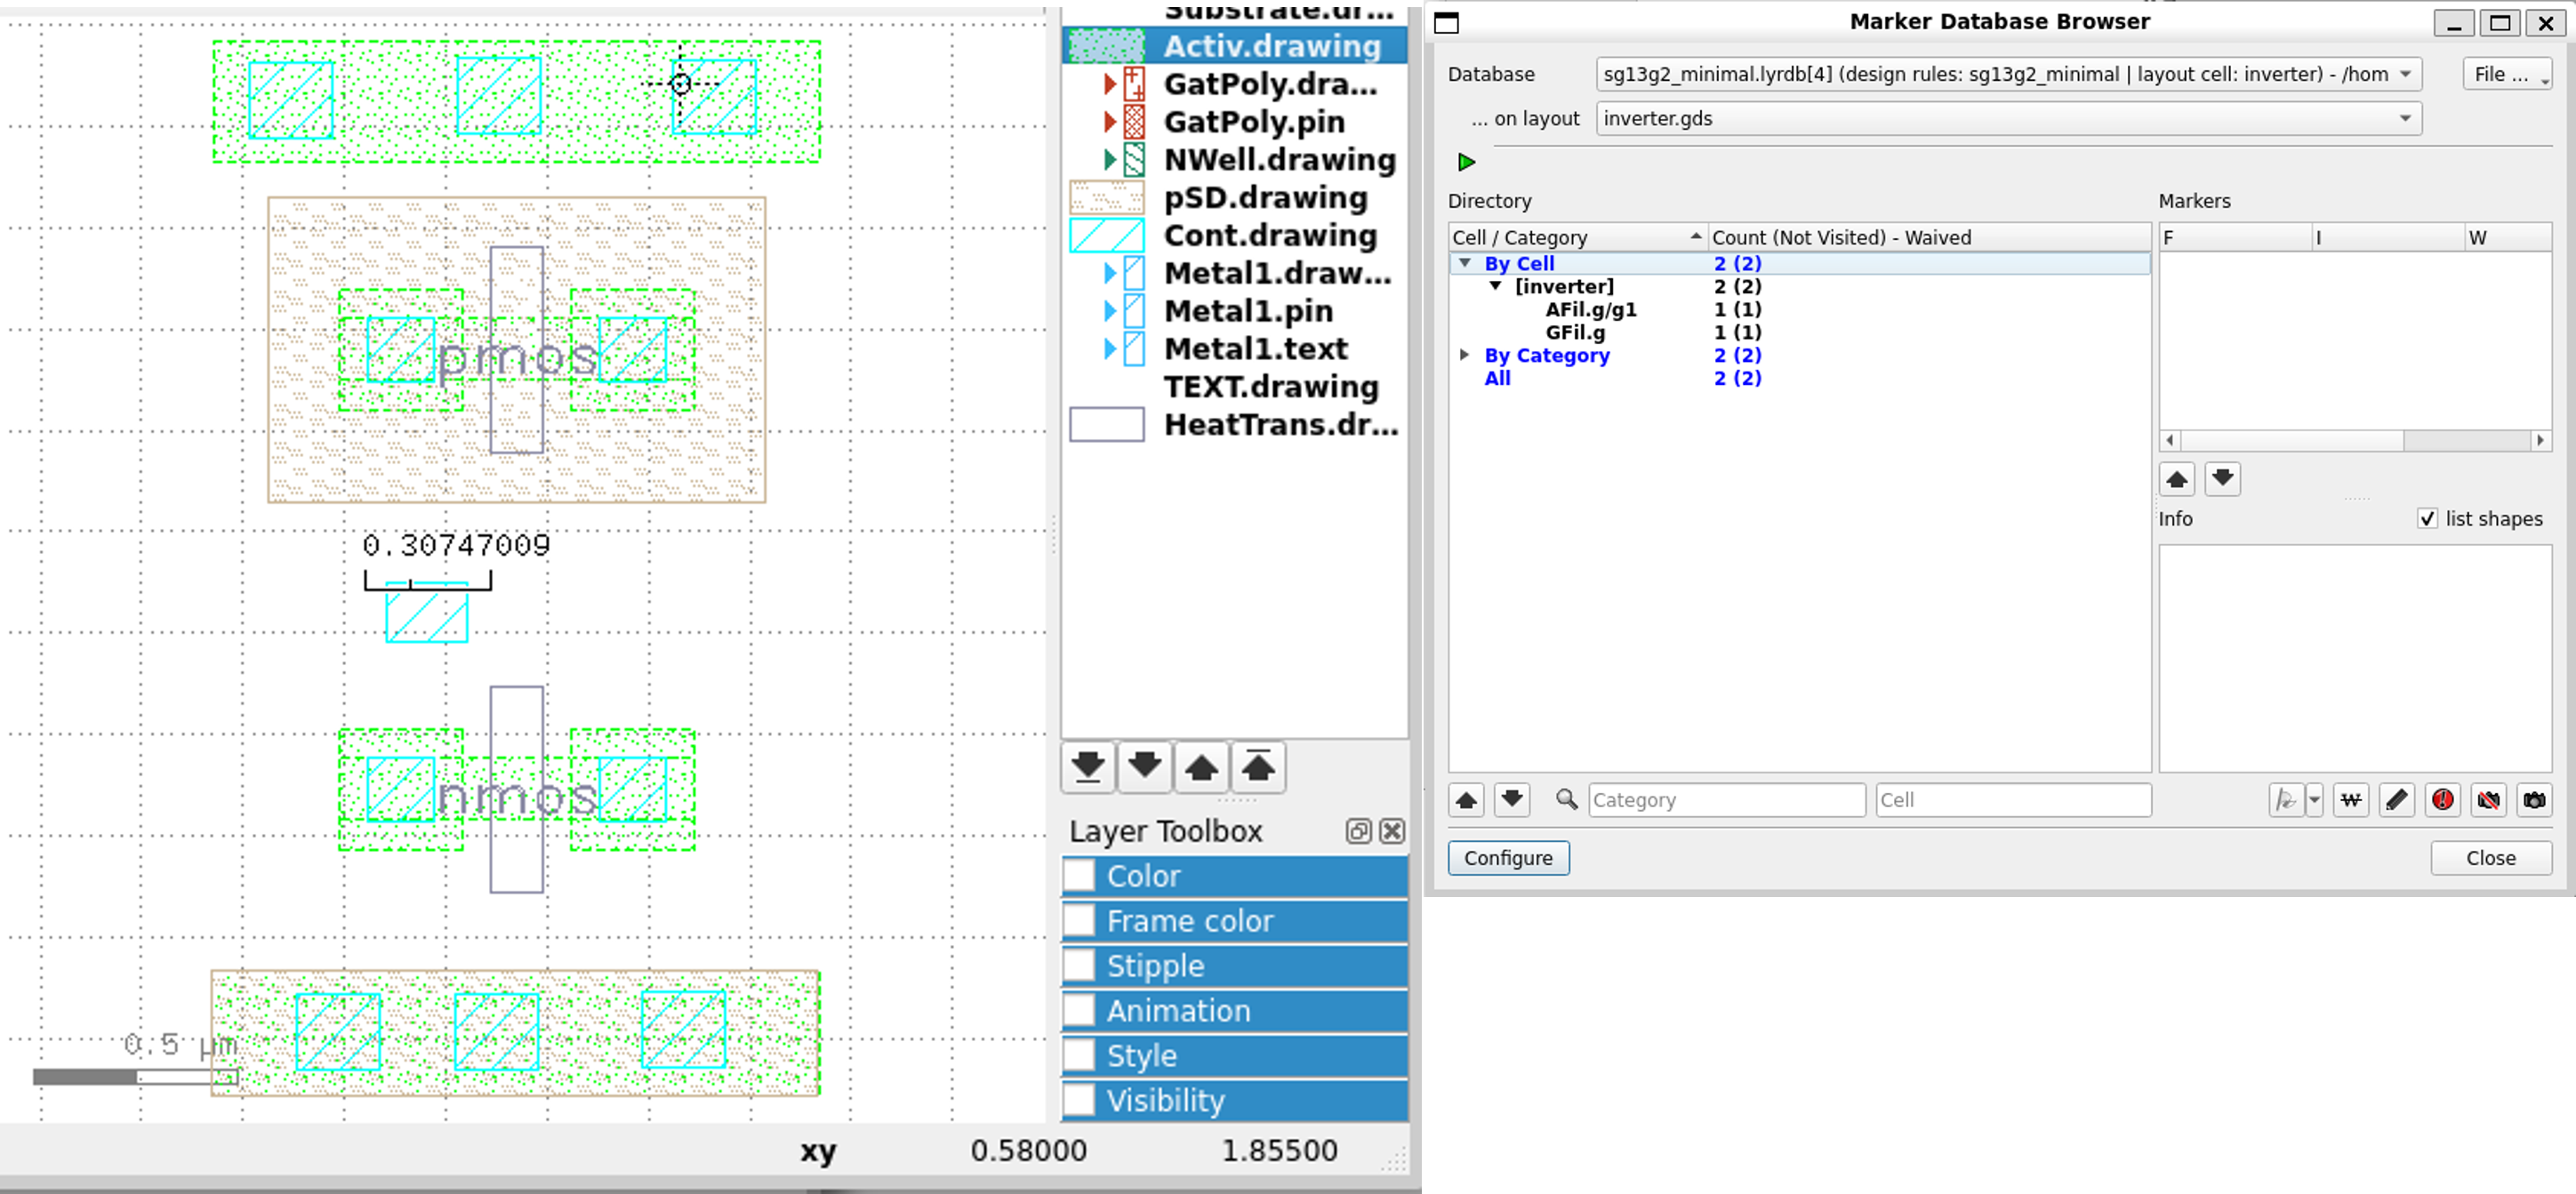 pmos
0.30747009
nmos
0.5 µm
xy 0.58000 1.85500
Substrate.dr...
Activ.drawing
GatPoly.dra...
GatPoly.pin
NWell.drawing
pSD.drawing
Cont.drawing
Metal1.draw...
Metal1.pin
Metal1.text
TEXT.drawing
HeatTrans.dr...
Layer Toolbox
Color
Frame color
Stipple
Animation
Style
Visibility
Marker Database Browser
Database sg13g2_minimal.lyrdb[4] (design rules: sg13g2_minimal | layout cell: inverter) - /hom File ...
... on layout inverter.gds
Directory
Cell / Category Count (Not Visited) - Waived
By Cell 2 (2)
[inverter] 2 (2)
AFil.g/g1 1 (1)
GFil.g 1 (1)
By Category 2 (2)
All 2 (2)
Markers
F I W
Info list shapes
Category Cell
W
Configure Close